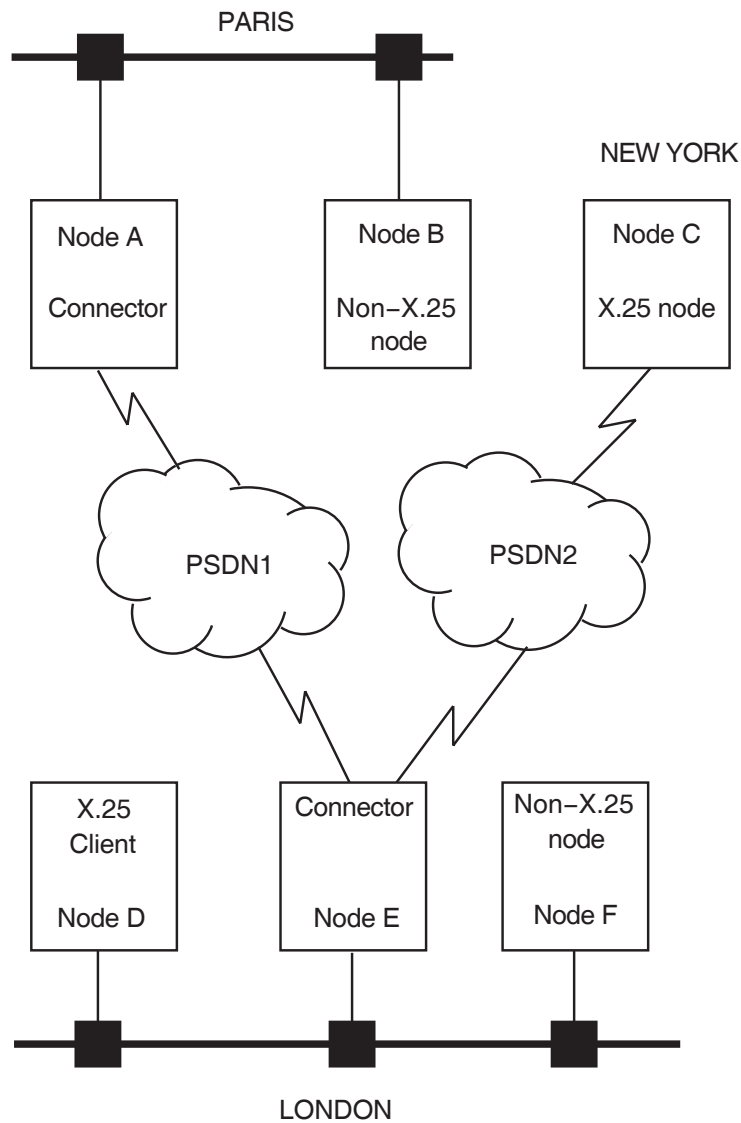 PARIS
NEW YORK
Node A
Connector
Node B
Non−X.25
node
Node C
X.25 node
PSDN1
PSDN2
X.25
Client
Node D
Connector
Node E
Non−X.25
node
Node F
LONDON